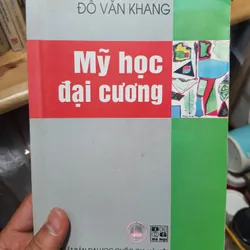 ĐỖ VĂN KHANG
Mỹ học
đại cương